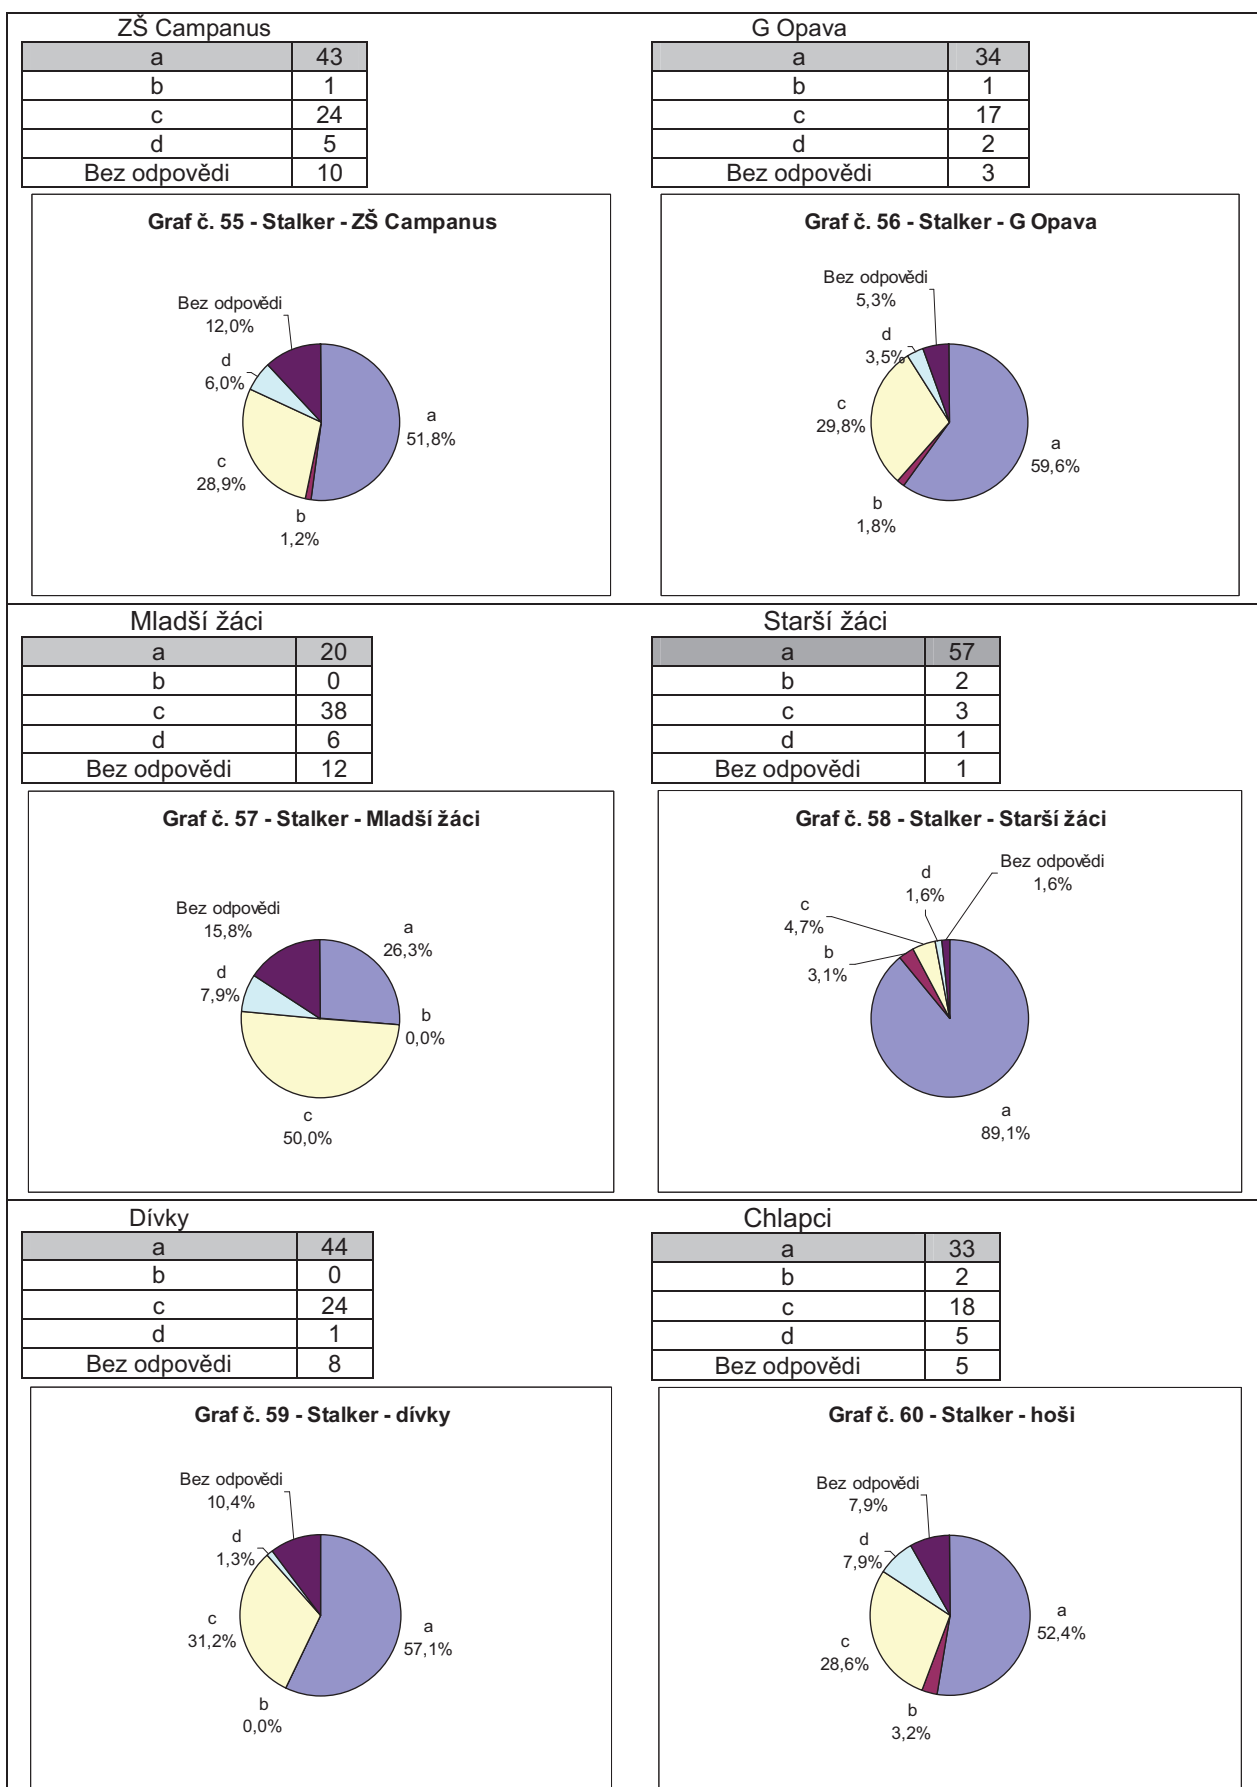 ZŠ Campanus
a 43
b 1
c 24
d 5
Bez odpovědi 10
Graf č. 55 - Stalker - ZŠ Campanus
Bez odpovědi
12,0%
d
6,0%
a
51,8%
c
28,9%
b
1,2%
G Opava
a 34
b 1
c 17
d 2
Bez odpovědi 3
Graf č. 56 - Stalker - G Opava
Bez odpovědi
5,3%
d
3,5%
c
29,8%
a
59,6%
b
1,8%
Mladší žáci
a 20
b 0
c 38
d 6
Bez odpovědi 12
Graf č. 57 - Stalker - Mladší žáci
Bez odpovědi
15,8%
a
26,3%
d
7,9%
b
0,0%
c
50,0%
Starší žáci
a 57
b 2
c 3
d 1
Bez odpovědi 1
Graf č. 58 - Stalker - Starší žáci
Bez odpovědi
1,6%
d
1,6%
c
4,7%
b
3,1%
a
89,1%
Dívky
a 44
b 0
c 24
d 1
Bez odpovědi 8
Graf č. 59 - Stalker - dívky
Bez odpovědi
10,4%
d
1,3%
c
31,2%
a
57,1%
b
0,0%
Chlapci
a 33
b 2
c 18
d 5
Bez odpovědi 5
Graf č. 60 - Stalker - hoši
Bez odpovědi
7,9%
d
7,9%
a
52,4%
c
28,6%
b
3,2%